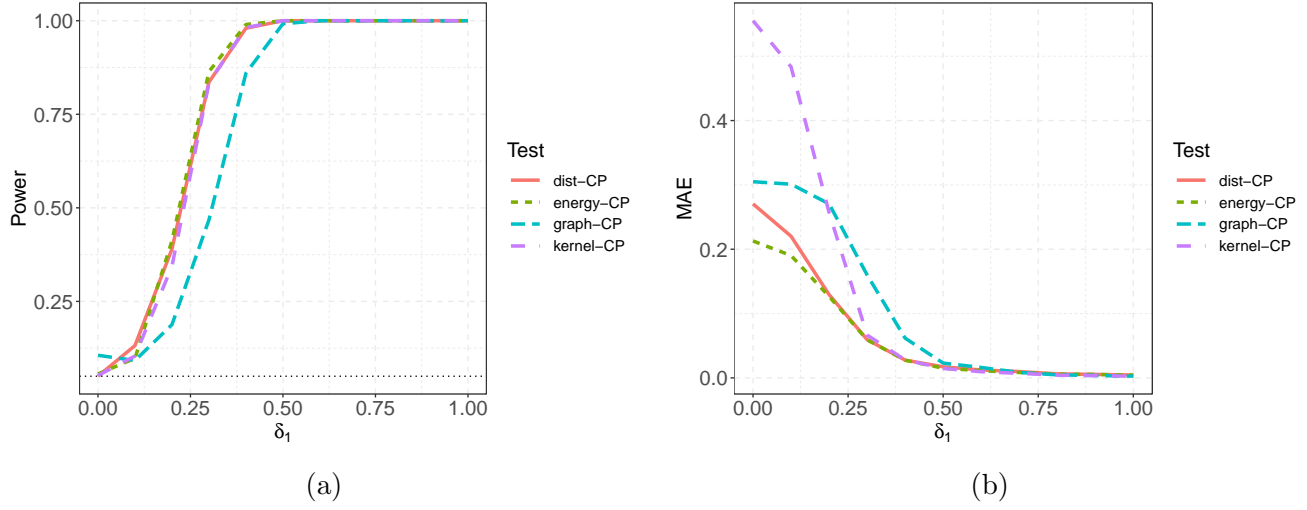 1.00
0.75
0.50
0.25
Power
0.00 0.25 0.50 0.75 1.00
δ1
Test
dist−CP
energy−CP
graph−CP
kernel−CP
(a)
0.4
0.2
0.0
MAE
0.00 0.25 0.50 0.75 1.00
δ1
Test
dist−CP
energy−CP
graph−CP
kernel−CP
(b)